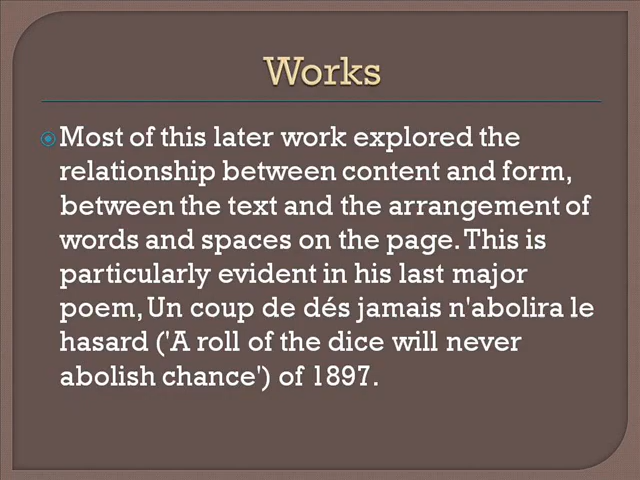 Works
Most of this later work explored the
relationship between content and form,
between the text and the arrangement of
words and spaces on the page. This is
particularly evident in his last major
poem, Un coup de dés jamais n'abolira le
hasard ('A roll of the dice will never
abolish chance') of 1897.